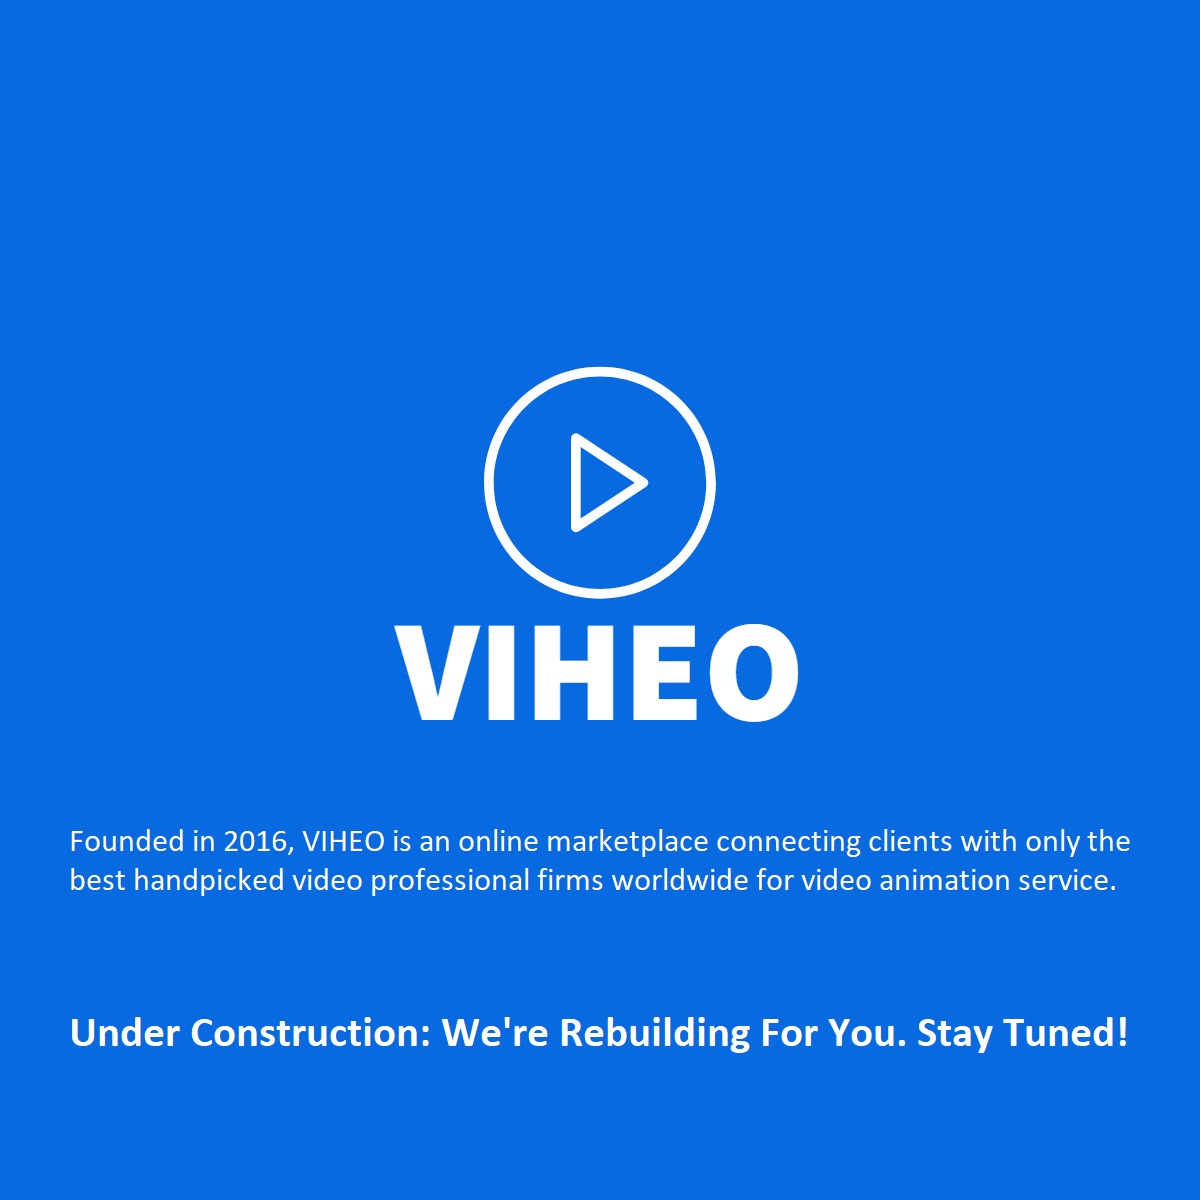 VIHEO
Founded in 2016, VIHEO is an online marketplace connecting clients with only the
best handpicked video professional firms worldwide for video animation service.
Under Construction: We're Rebuilding For You. Stay Tuned!